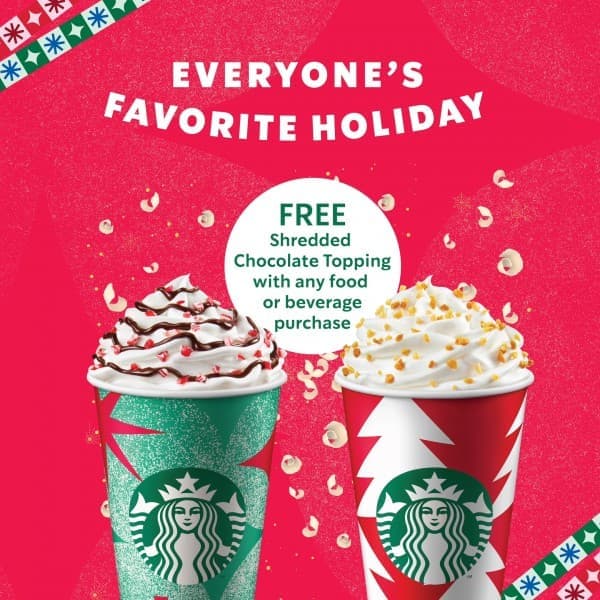 EVERYONE'S
FAVORITE HOLIDAY
FREE
Shredded
Chocolate Topping
with any food
or beverage
purchase